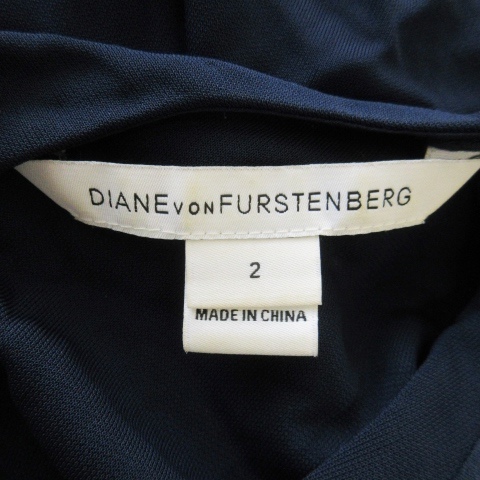 DIANE VON FURSTENBERG
2
MADE IN CHINA